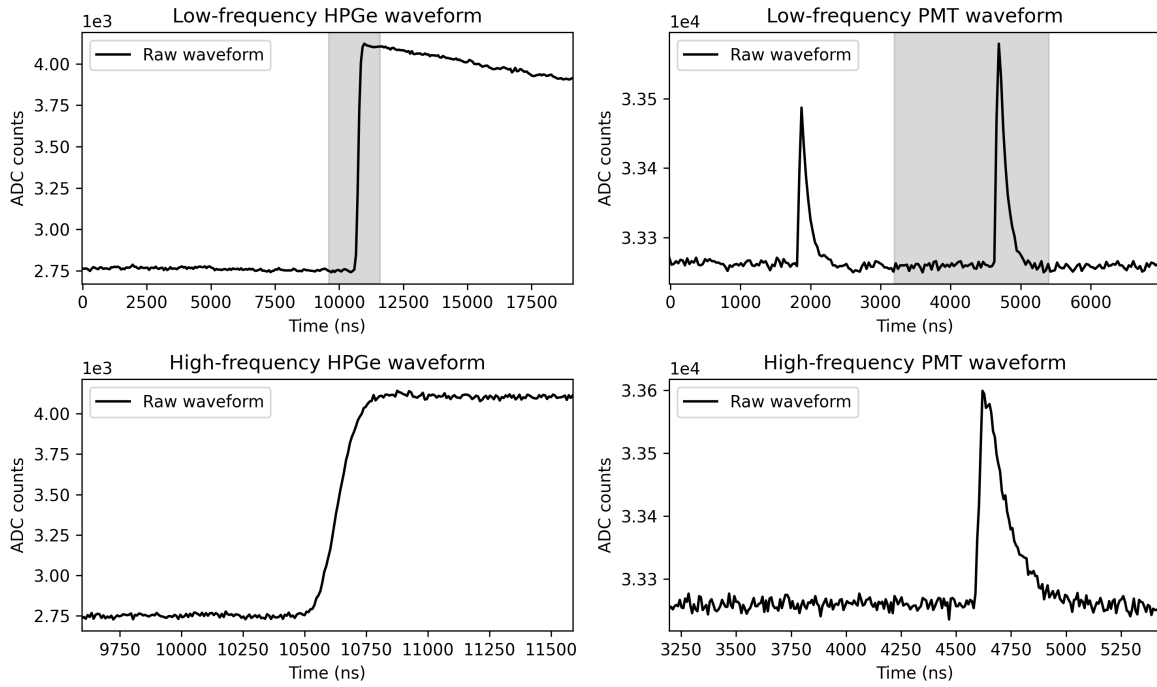 Low-frequency HPGe waveform
1e3
Raw waveform
4.00
3.75
3.50
3.25
3.00
2.75
ADC counts
0 2500 5000 7500 10000 12500 15000 17500
Time (ns)
Low-frequency PMT waveform
1e4
Raw waveform
3.35
3.34
3.33
ADC counts
0 1000 2000 3000 4000 5000 6000
Time (ns)
High-frequency HPGe waveform
1e3
Raw waveform
4.00
3.75
3.50
3.25
3.00
2.75
ADC counts
9750 10000 10250 10500 10750 11000 11250 11500
Time (ns)
High-frequency PMT waveform
1e4
Raw waveform
3.36
3.35
3.34
3.33
ADC counts
3250 3500 3750 4000 4250 4500 4750 5000 5250
Time (ns)